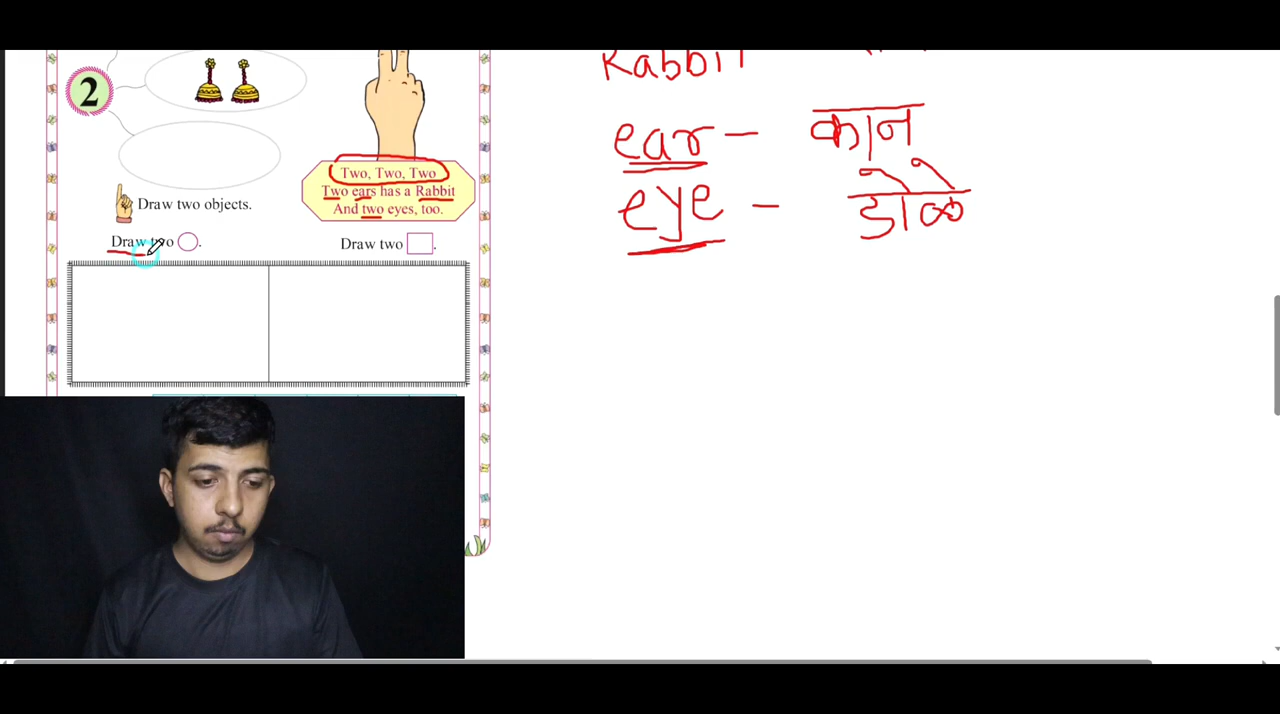 Rabbit
2
ear - कान
Two, Two, Two
Two ears has a Rabbit
And two eyes, too.
eye - डोळे
Draw two objects.
Draw two ○.
Draw two □.